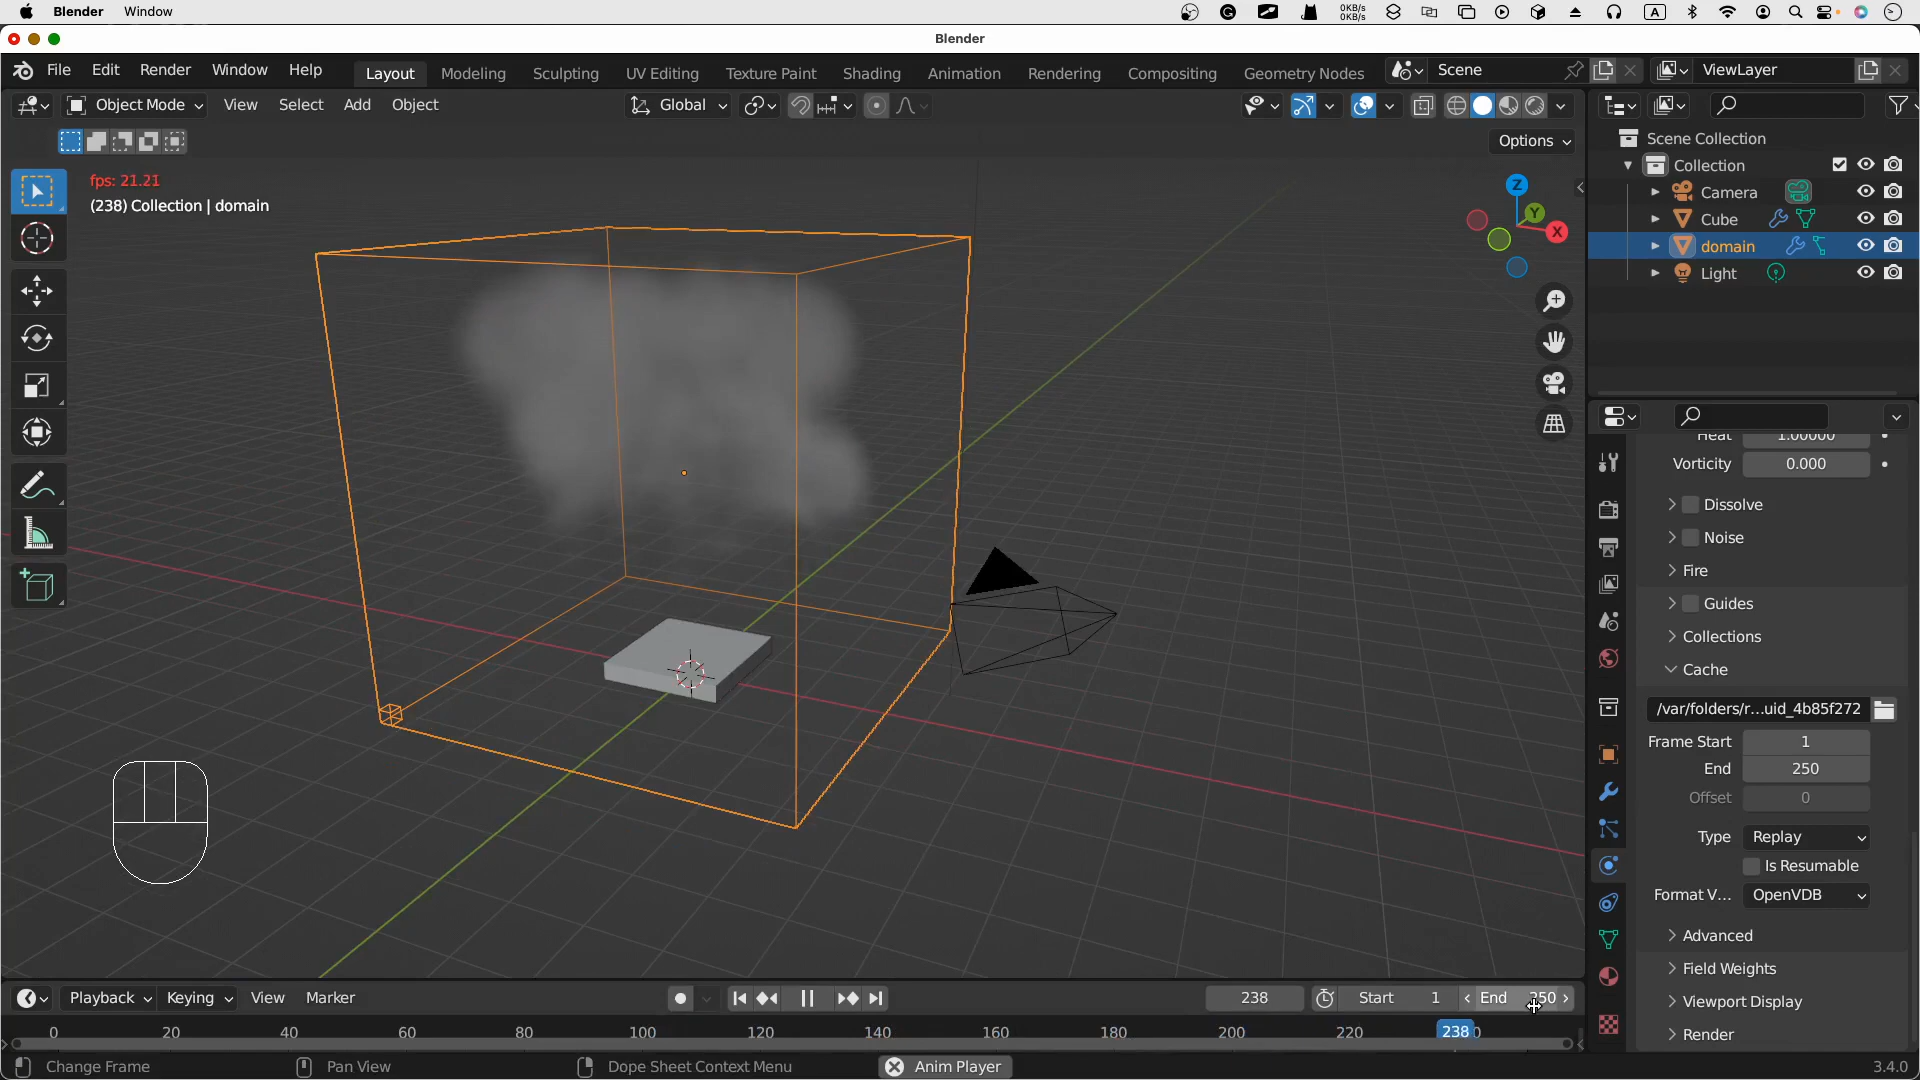 Blender Window
0KB/s
0KB/s
A
Blender
File Edit Render Window Help Layout Modeling Sculpting UV Editing Texture Paint Shading Animation Rendering Compositing Geometry Nodes Scene ViewLayer
Object Mode View Select Add Object Global
Options
fps: 21.21
(238) Collection | domain
Z
Y
X
Scene Collection
Collection
Camera
Cube
domain
Light
Heat 1.00000
Vorticity 0.000
Dissolve
Noise
Fire
Guides
Collections
Cache
/var/folders/r...uid_4b85f272
Frame Start 1
End 250
Offset 0
Type Replay
Is Resumable
Format V... OpenVDB
Advanced
Field Weights
Viewport Display
Render
Playback Keying View Marker 238 Start 1 End 250
0 20 40 60 80 100 120 140 160 180 200 220 238
Change Frame Pan View Dope Sheet Context Menu Anim Player 3.4.0